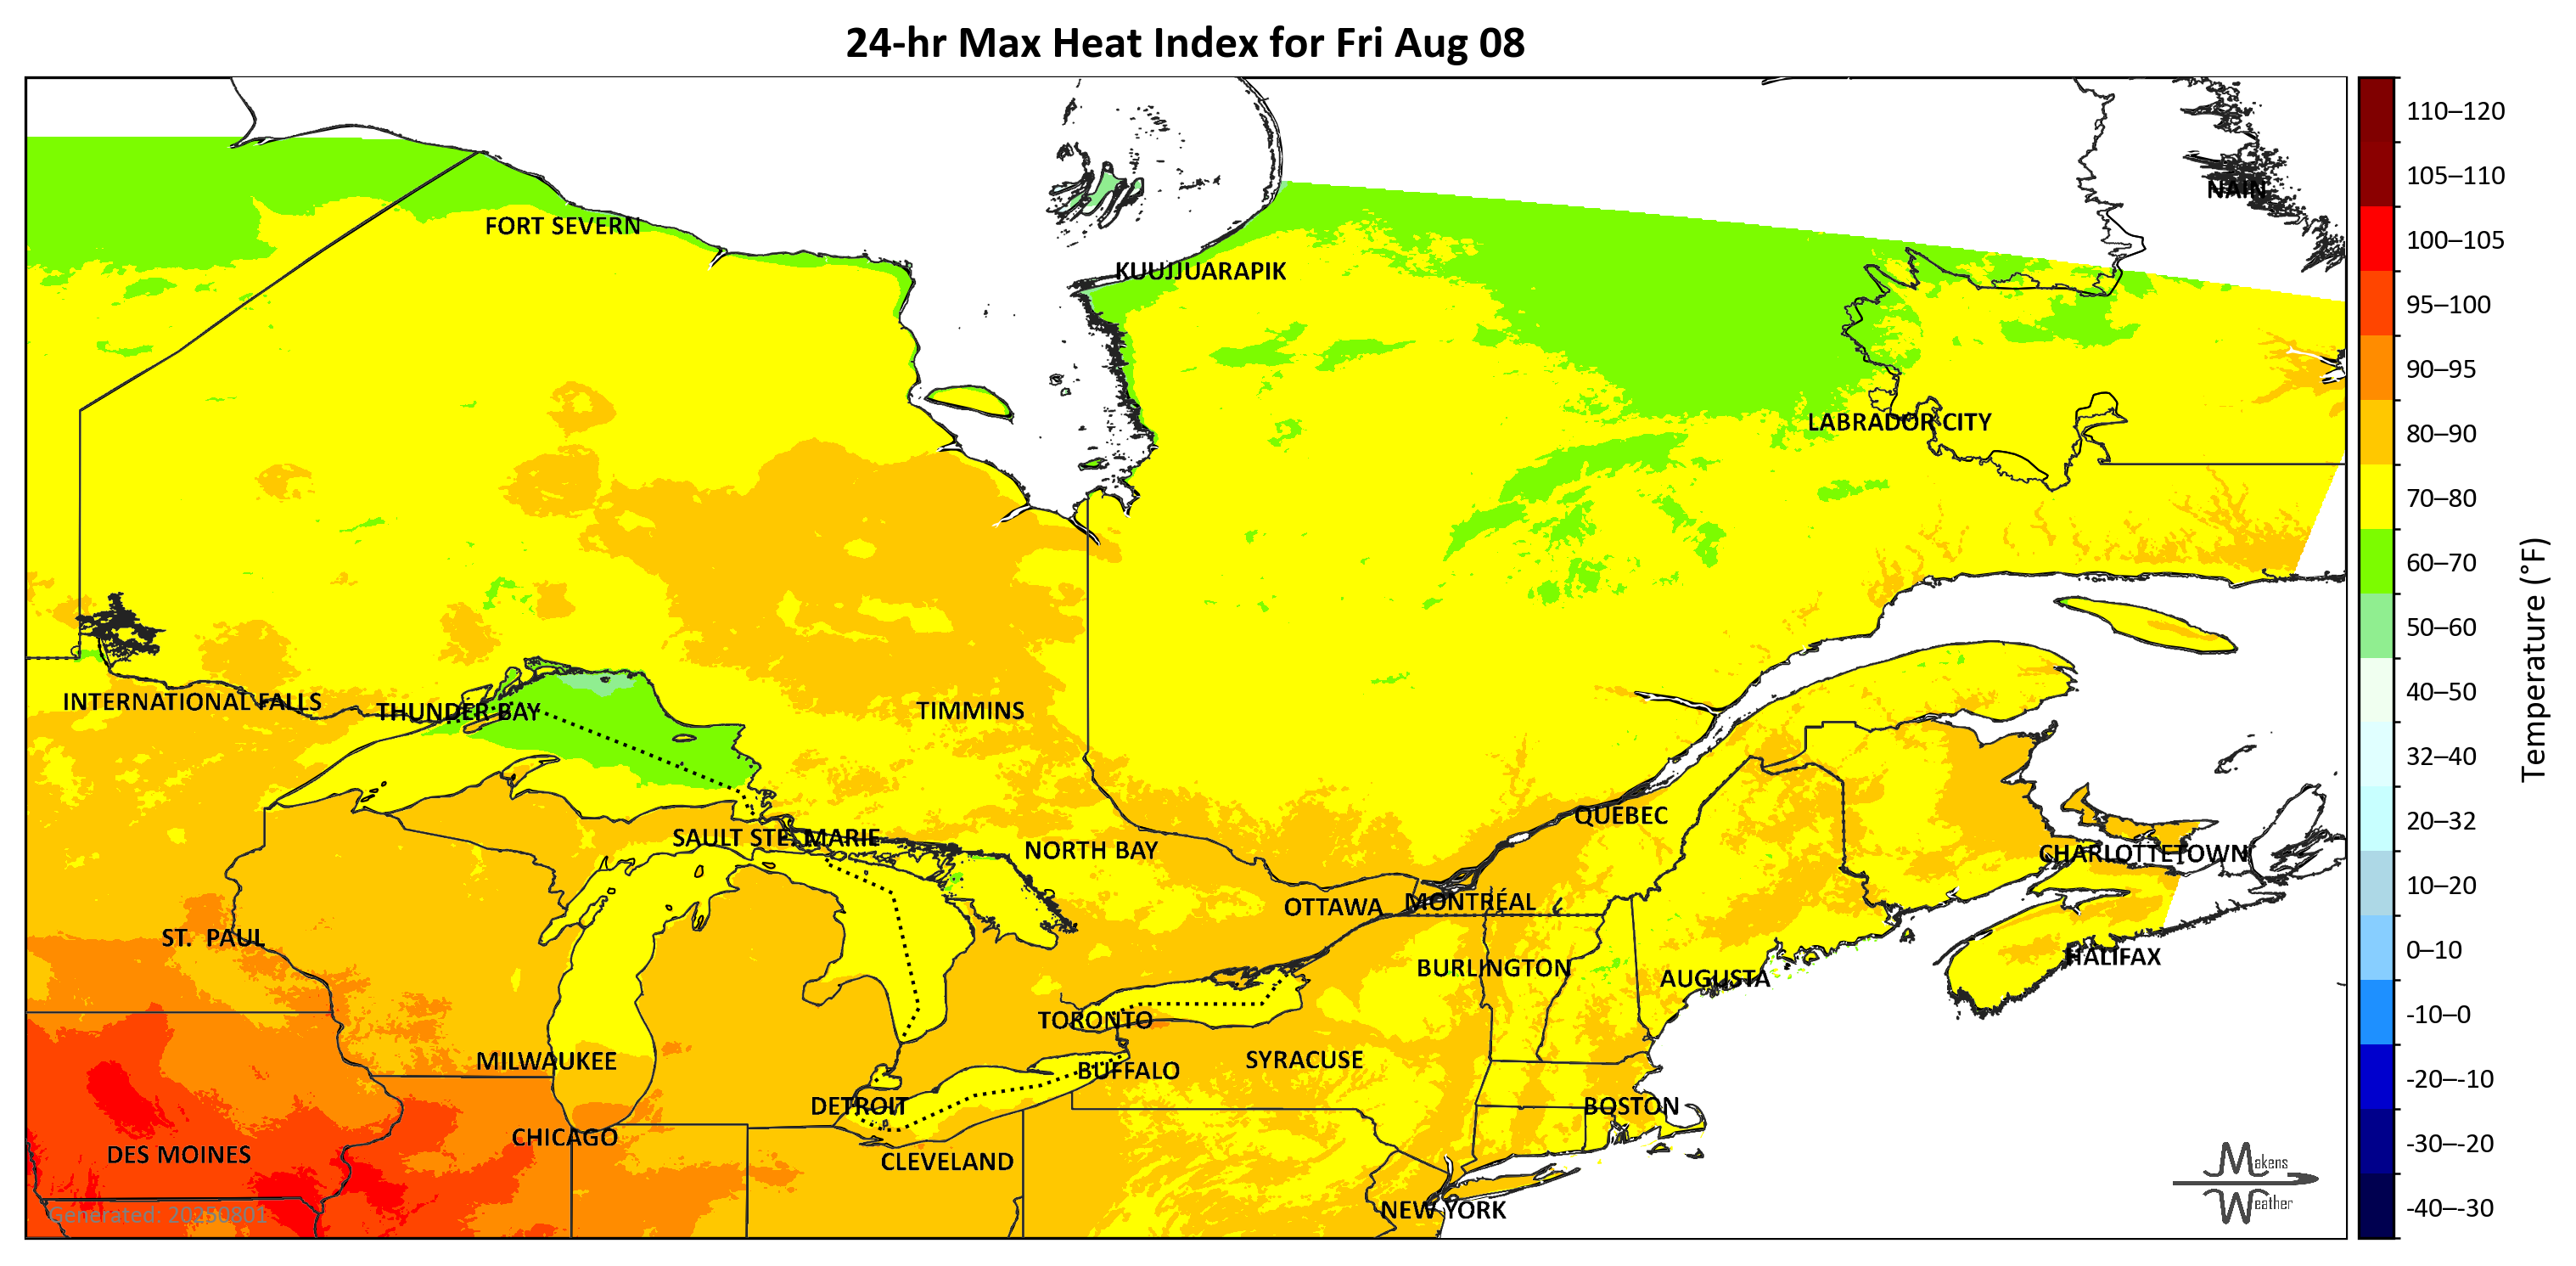 24-hr Max Heat Index for Fri Aug 08
110–120
105–110
NAIN
FORT SEVERN
100–105
KUUJJUARAPIK
95–100
90–95
LABRADOR CITY
80–90
70–80
60–70
50–60
Temperature (°F)
INTERNATIONAL FALLS
THUNDER BAY
TIMMINS
40–50
32–40
QUÉBEC
20–32
SAULT STE. MARIE
NORTH BAY
CHARLOTTETOWN
10–20
OTTAWA
MONTRÉAL
ST. PAUL
0–10
HALIFAX
BURLINGTON
AUGUSTA
TORONTO
-10–0
MILWAUKEE
SYRACUSE
BUFFALO
-20–-10
DETROIT
BOSTON
CHICAGO
-30–-20
DES MOINES
CLEVELAND
Makens
Weather
NEW YORK
-40–-30
Generated: 20250801